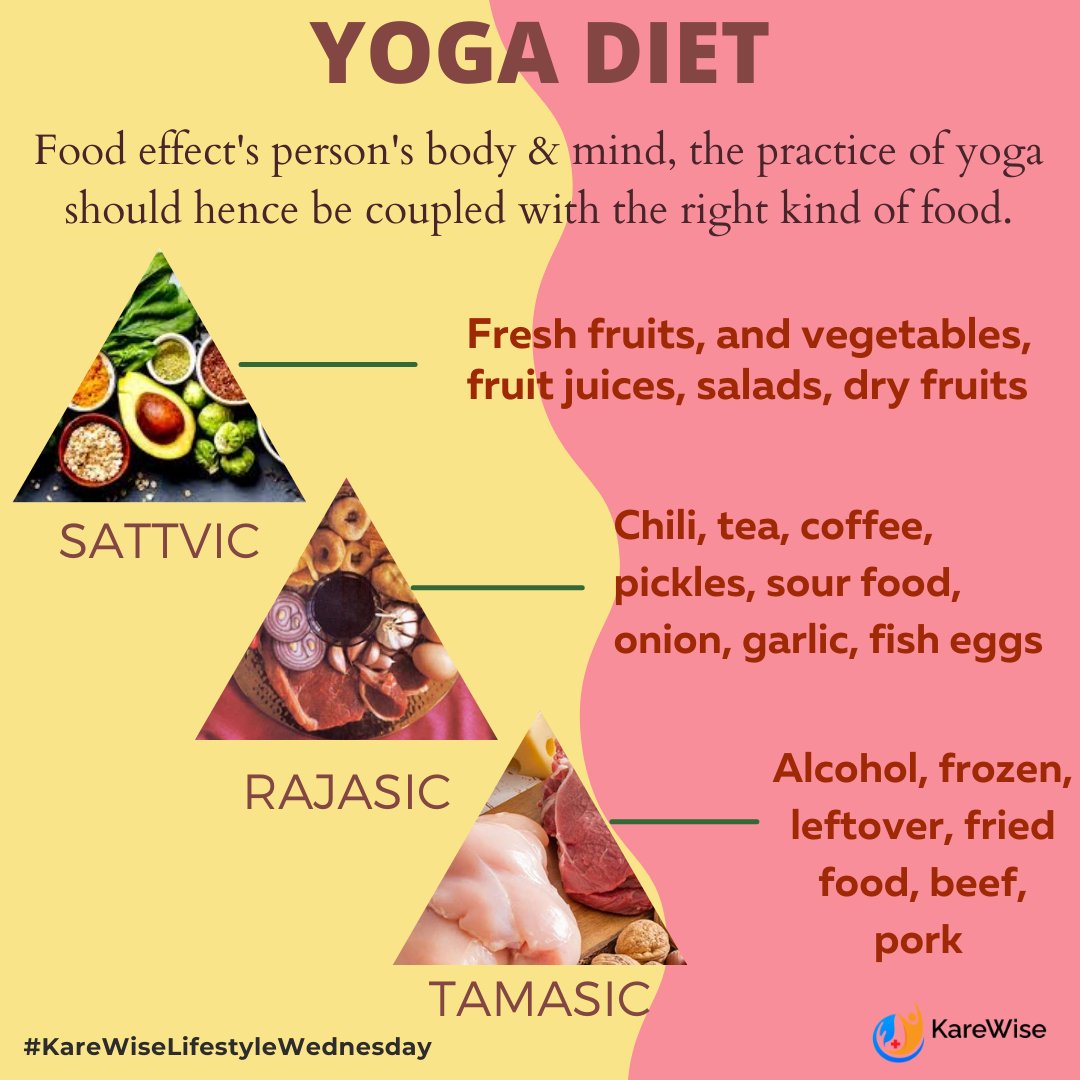 YOGA DIET
Food effect's person's body & mind, the practice of yoga
should hence be coupled with the right kind of food.
Fresh fruits, and vegetables,
fruit juices, salads, dry fruits
SATTVIC
Chili, tea, coffee,
pickles, sour food,
onion, garlic, fish eggs
RAJASIC
Alcohol, frozen,
leftover, fried
food, beef,
pork
TAMASIC
#KareWiseLifestyleWednesday
KareWise